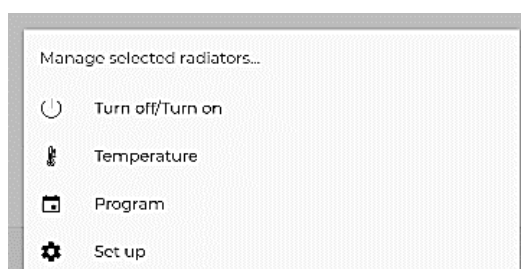 Manage selected radiators...
Turn off/Turn on
Temperature
Program
Set up